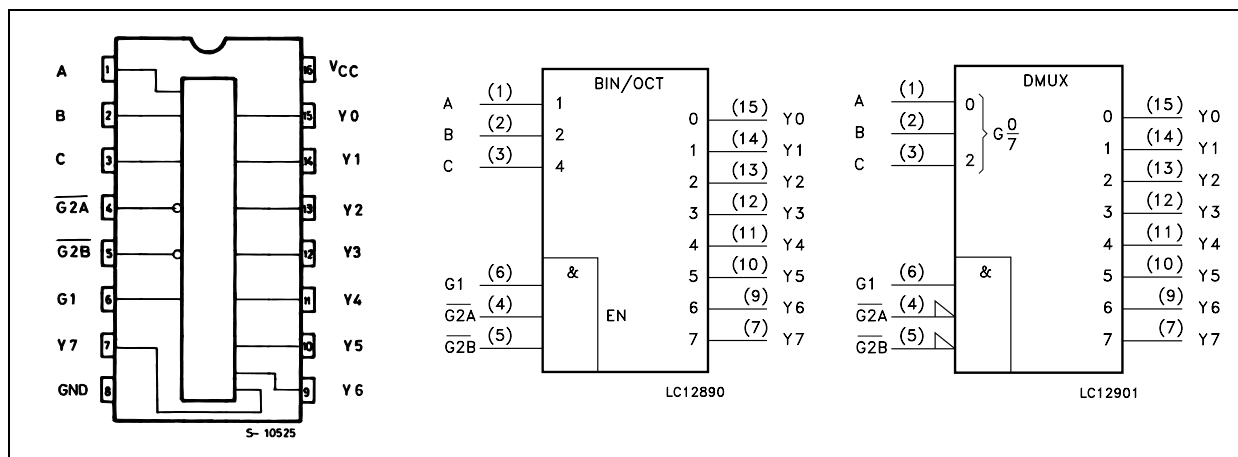 A 1 16 VCC
B 2 15 Y0
C 3 14 Y1
G2A 4 13 Y2
G2B 5 12 Y3
G1 6 11 Y4
Y7 7 10 Y5
GND 8 9 Y6
S-10525
BIN/OCT
A (1) 1 0 (15) Y0
B (2) 2 1 (14) Y1
C (3) 4 2 (13) Y2
3 (12) Y3
4 (11) Y4
& 5 (10) Y5
G1 (6) 6 (9) Y6
G2A (4) EN 7 (7) Y7
G2B (5)
LC12890
DMUX
A (1) 0 0 (15) Y0
B (2) G 0/7 1 (14) Y1
C (3) 2 2 (13) Y2
3 (12) Y3
4 (11) Y4
& 5 (10) Y5
G1 (6) 6 (9) Y6
G2A (4) 7 (7) Y7
G2B (5)
LC12901